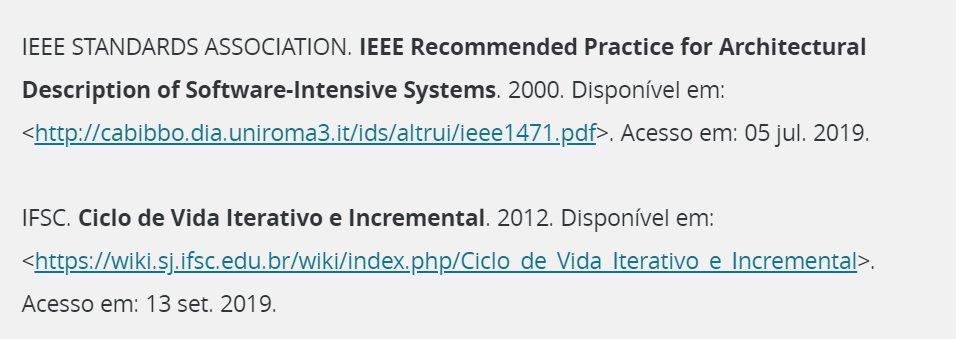 IEEE STANDARDS ASSOCIATION. IEEE Recommended Practice for Architectural
Description of Software-Intensive Systems. 2000. Disponível em:
<http://cabibbo.dia.uniroma3.it/ids/altrui/ieee1471.pdf>. Acesso em: 05 jul. 2019.
IFSC. Ciclo de Vida Iterativo e Incremental. 2012. Disponível em:
<https://wiki.sj.ifsc.edu.br/wiki/index.php/Ciclo_de_Vida_Iterativo_e_Incremental>.
Acesso em: 13 set. 2019.